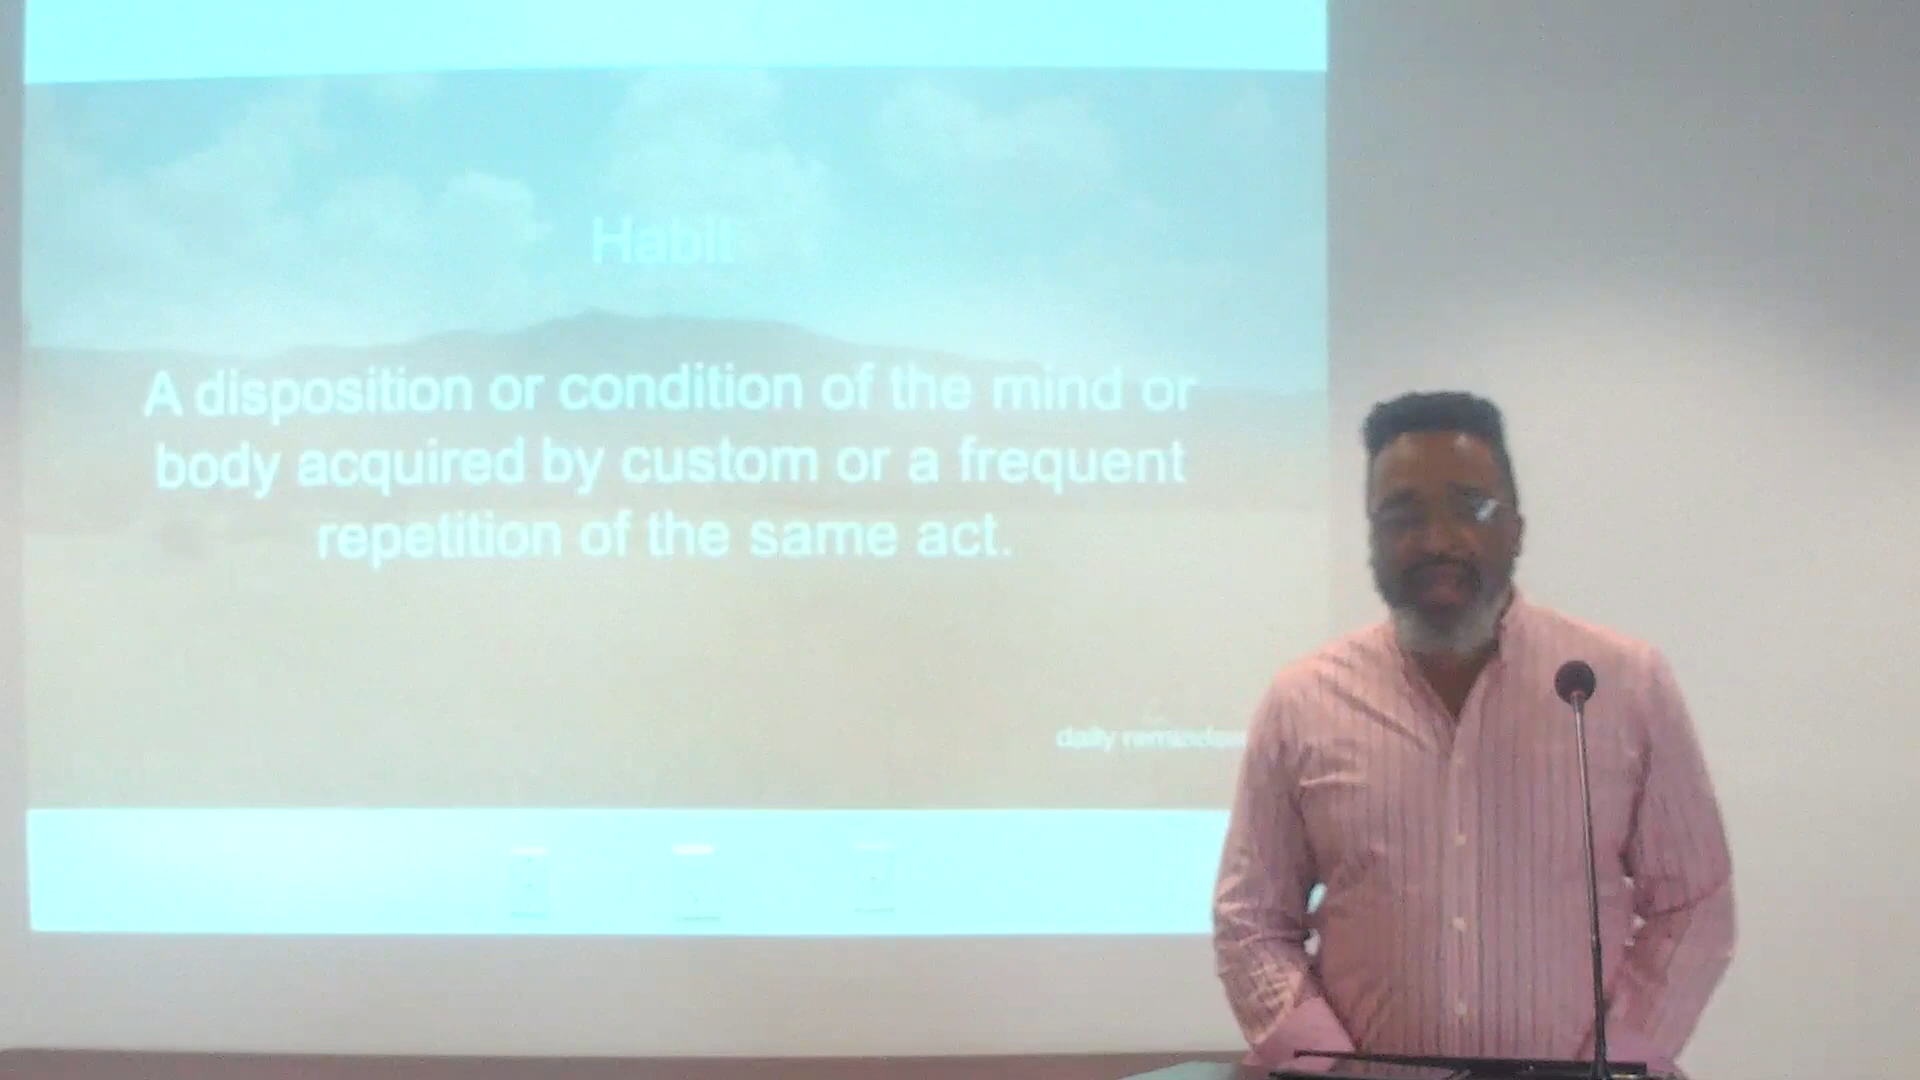 Habit
A disposition or condition of the mind or
body acquired by custom or a frequent
repetition of the same act.
daily